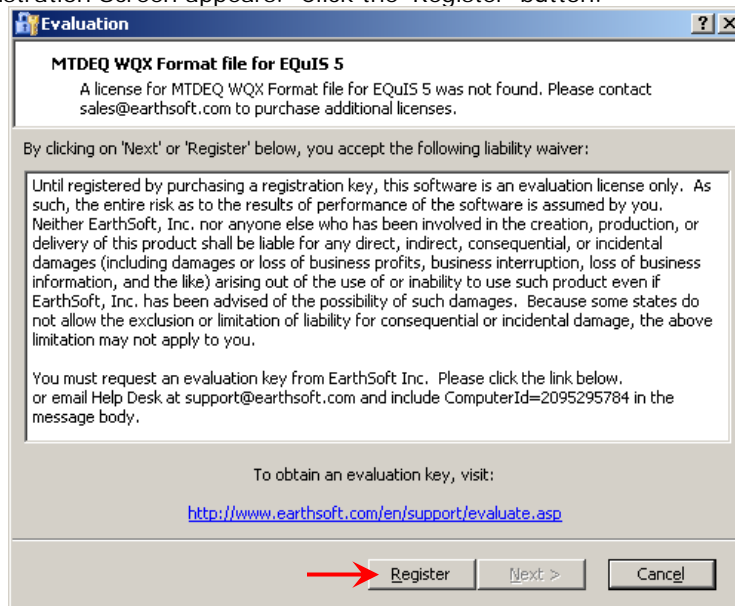 stration Screen appears. Click the "Register" button.
Evaluation
MTDEQ WQX Format file for EQuIS 5
A license for MTDEQ WQX Format file for EQuIS 5 was not found. Please contact
sales@earthsoft.com to purchase additional licenses.
By clicking on 'Next' or 'Register' below, you accept the following liability waiver:
Until registered by purchasing a registration key, this software is an evaluation license only. As
such, the entire risk as to the results of performance of the software is assumed by you.
Neither EarthSoft, Inc. nor anyone else who has been involved in the creation, production, or
delivery of this product shall be liable for any direct, indirect, consequential, or incidental
damages (including damages or loss of business profits, business interruption, loss of business
information, and the like) arising out of the use of or inability to use such product even if
EarthSoft, Inc. has been advised of the possibility of such damages. Because some states do
not allow the exclusion or limitation of liability for consequential or incidental damage, the above
limitation may not apply to you.
You must request an evaluation key from EarthSoft Inc. Please click the link below.
or email Help Desk at support@earthsoft.com and include ComputerId=2095295784 in the
message body.
To obtain an evaluation key, visit:
http://www.earthsoft.com/en/support/evaluate.asp
Register
Next >
Cancel